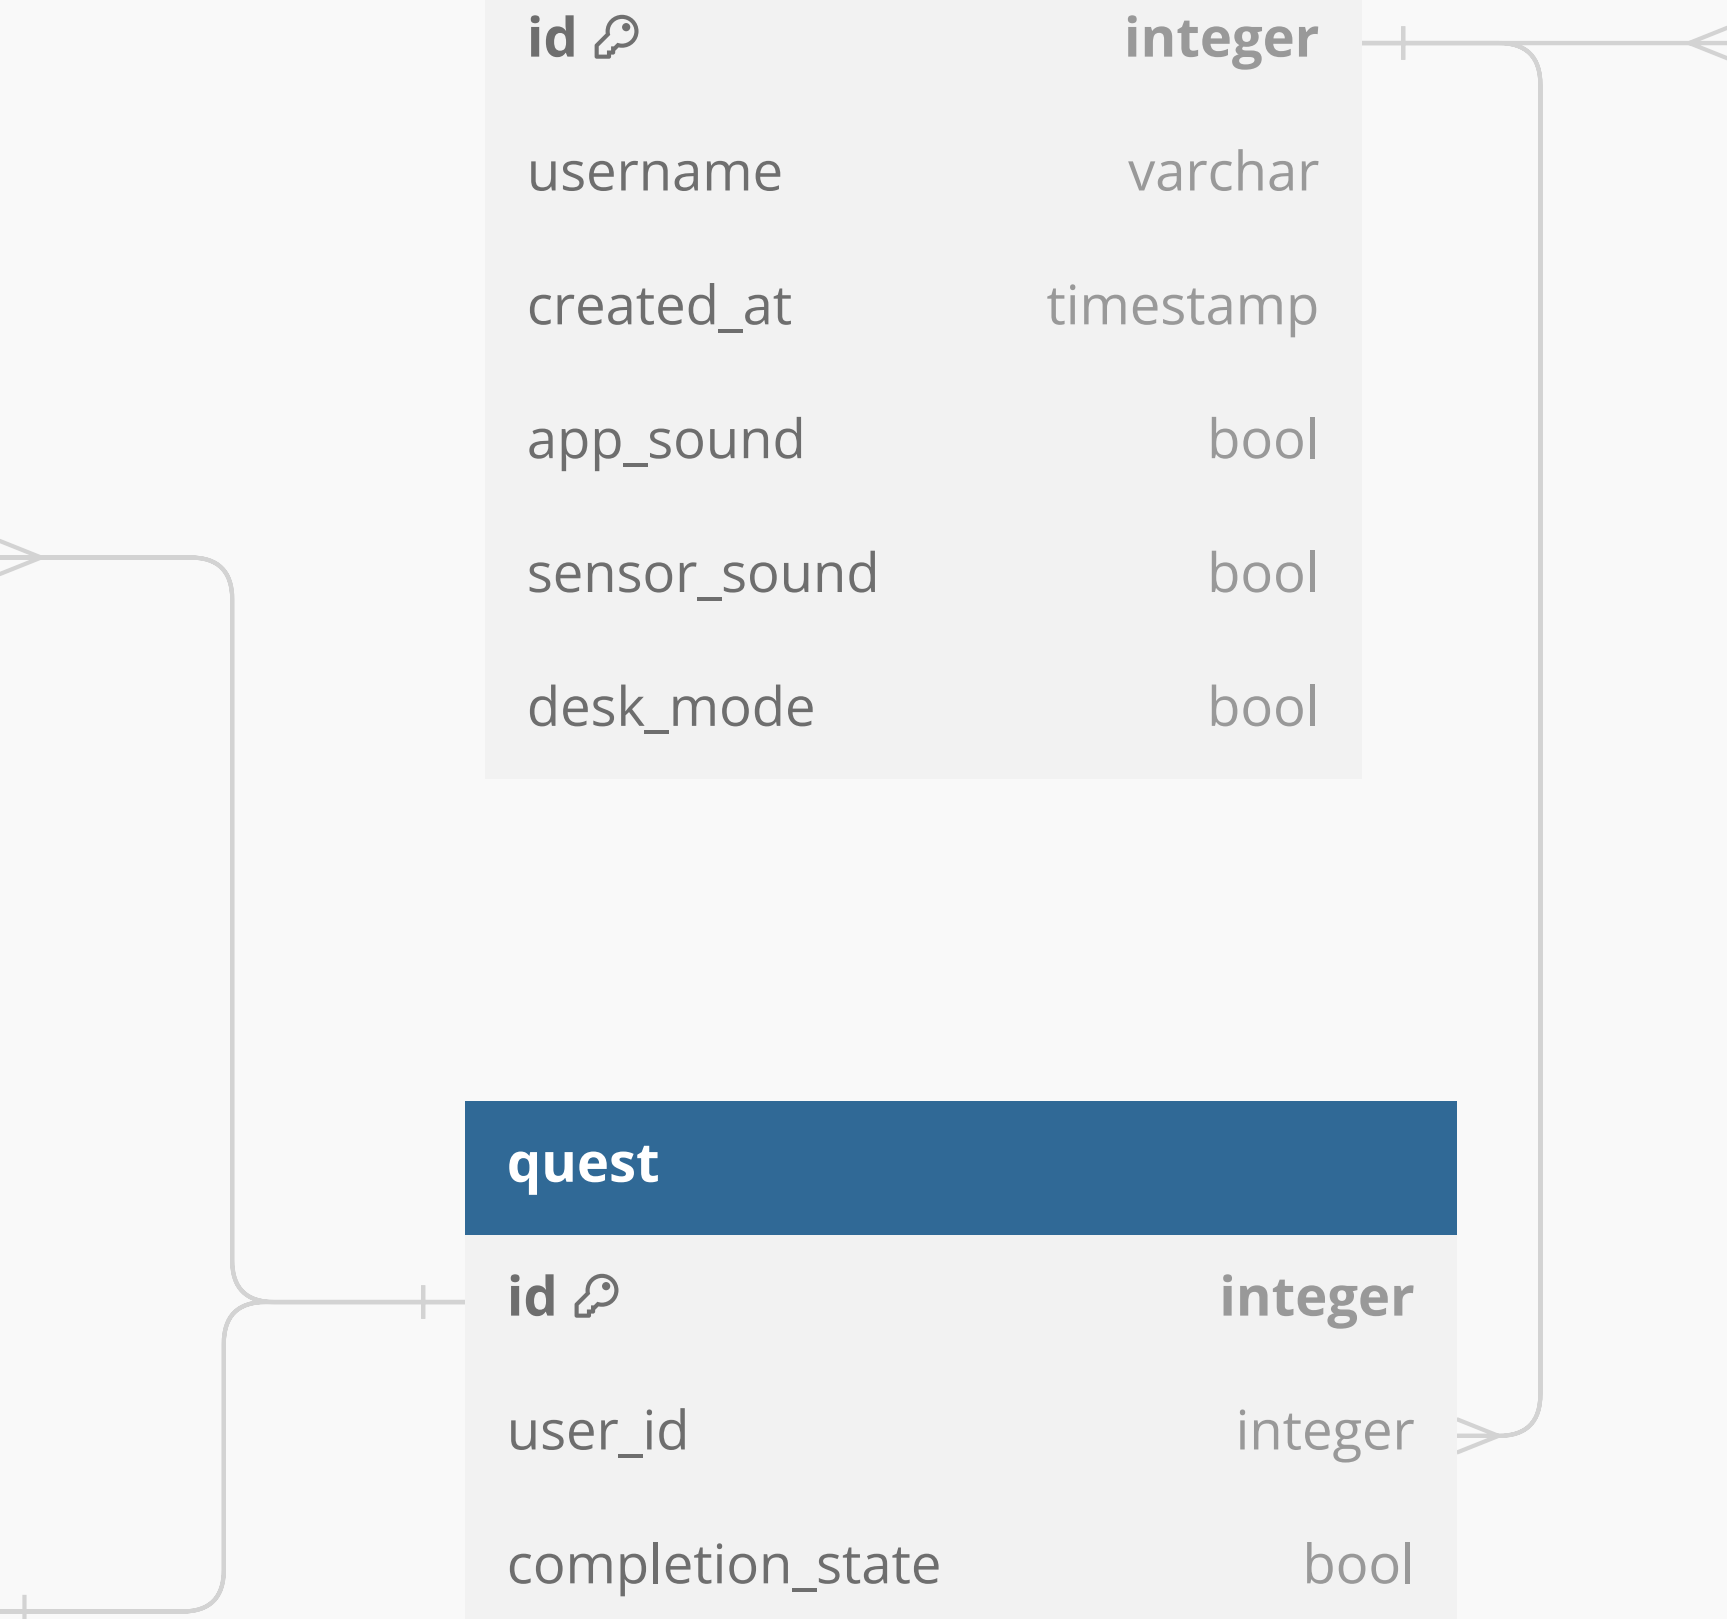 id integer
username varchar
created_at timestamp
app_sound bool
sensor_sound bool
desk_mode bool
quest
id integer
user_id integer
completion_state bool